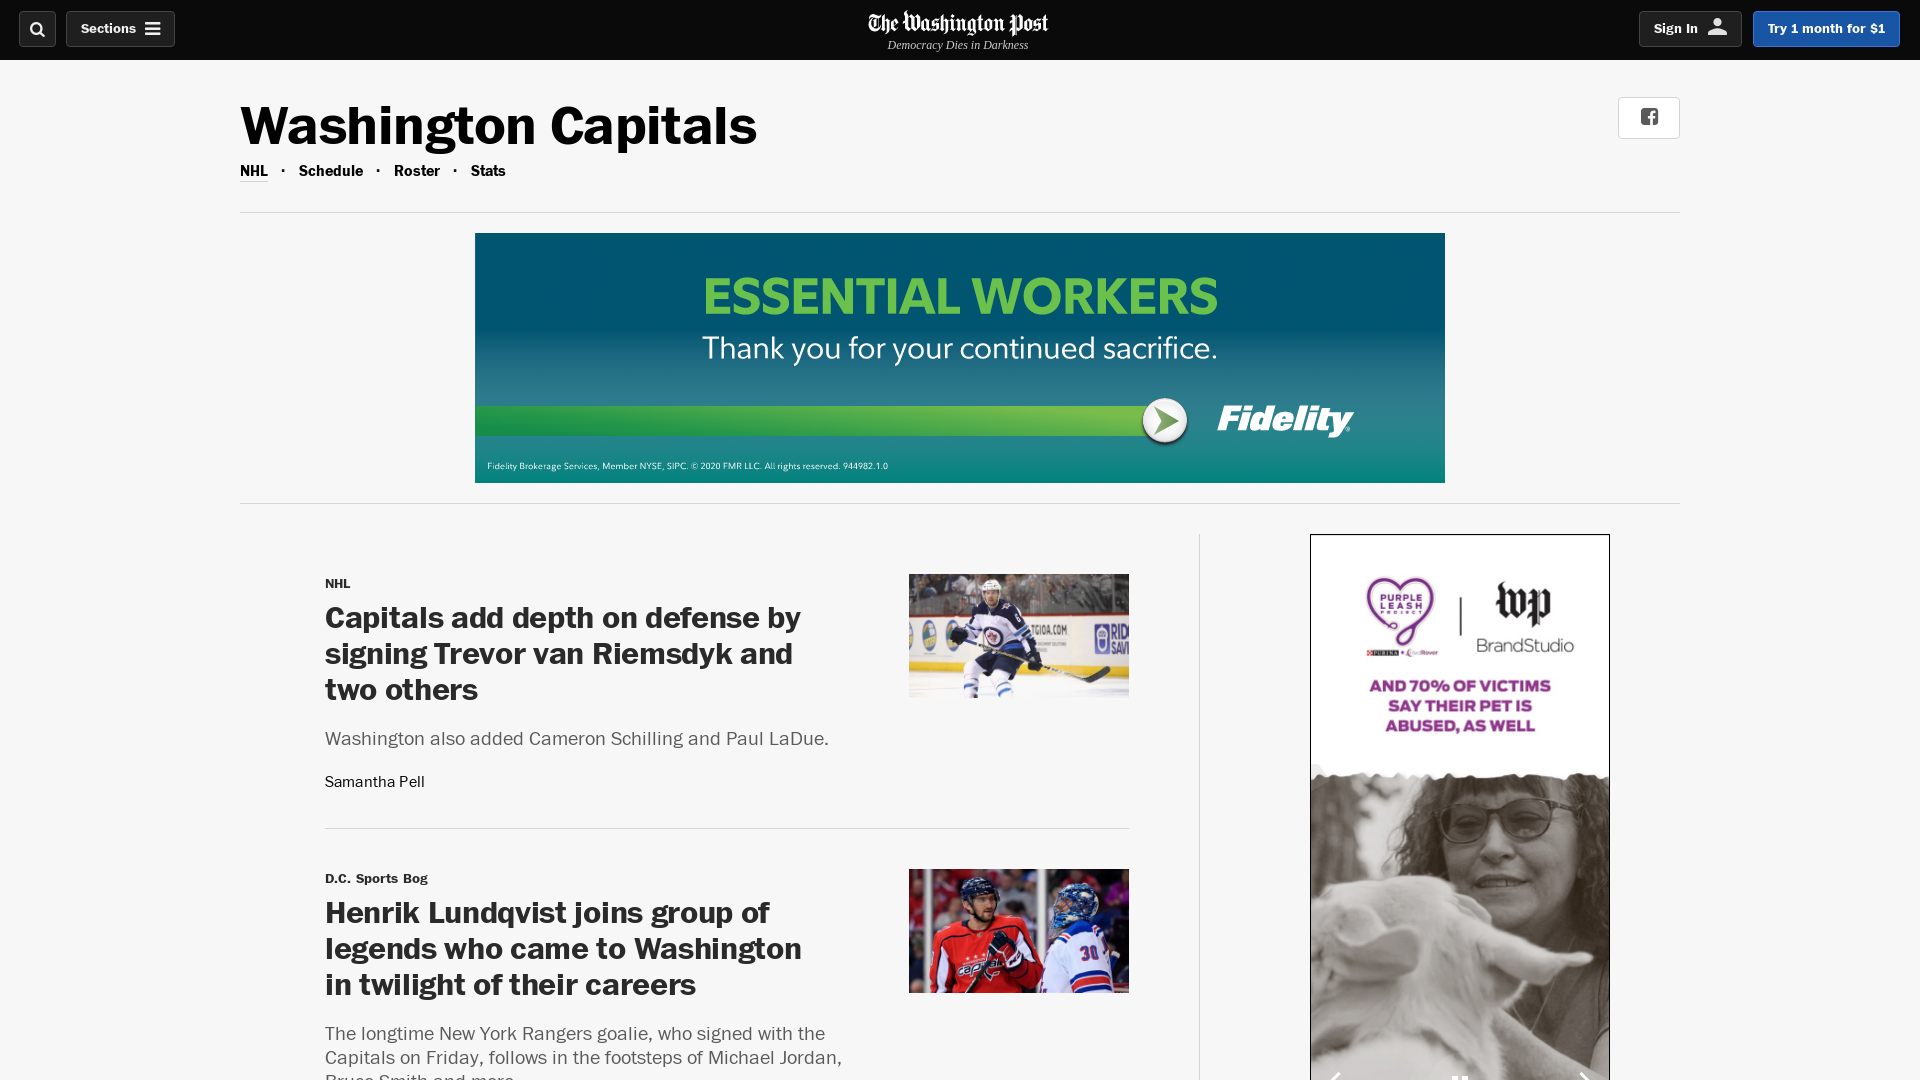 Sections
The Washington Post
Democracy Dies in Darkness
Sign In
Try 1 month for $1
Washington Capitals
NHL · Schedule · Roster · Stats
ESSENTIAL WORKERS
Thank you for your continued sacrifice.
Fidelity
Fidelity Brokerage Services, Member NYSE, SIPC. © 2020 FMR LLC. All rights reserved. 944982.1.0
NHL
Capitals add depth on defense by
signing Trevor van Riemsdyk and
two others
Washington also added Cameron Schilling and Paul LaDue.
Samantha Pell
D.C. Sports Bog
Henrik Lundqvist joins group of
legends who came to Washington
in twilight of their careers
The longtime New York Rangers goalie, who signed with the
Capitals on Friday, follows in the footsteps of Michael Jordan,
Bruce Smith and more.
30
PURPLE
LEASH
PROJECT
PURINA
wp
BrandStudio
AND 70% OF VICTIMS
SAY THEIR PET IS
ABUSED, AS WELL